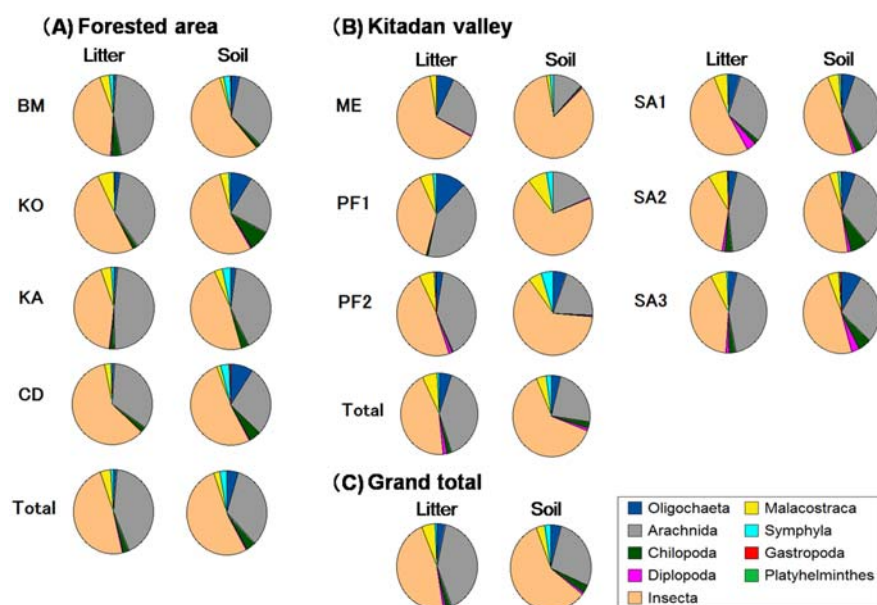 (A) Forested area
Litter Soil
BM
KO
KA
CD
Total
(B) Kitadan valley
Litter Soil
ME
PF1
PF2
Total
Litter Soil
SA1
SA2
SA3
(C) Grand total
Litter Soil
Oligochaeta Malacostraca
Arachnida Symphyla
Chilopoda Gastropoda
Diplopoda Platyhelminthes
Insecta